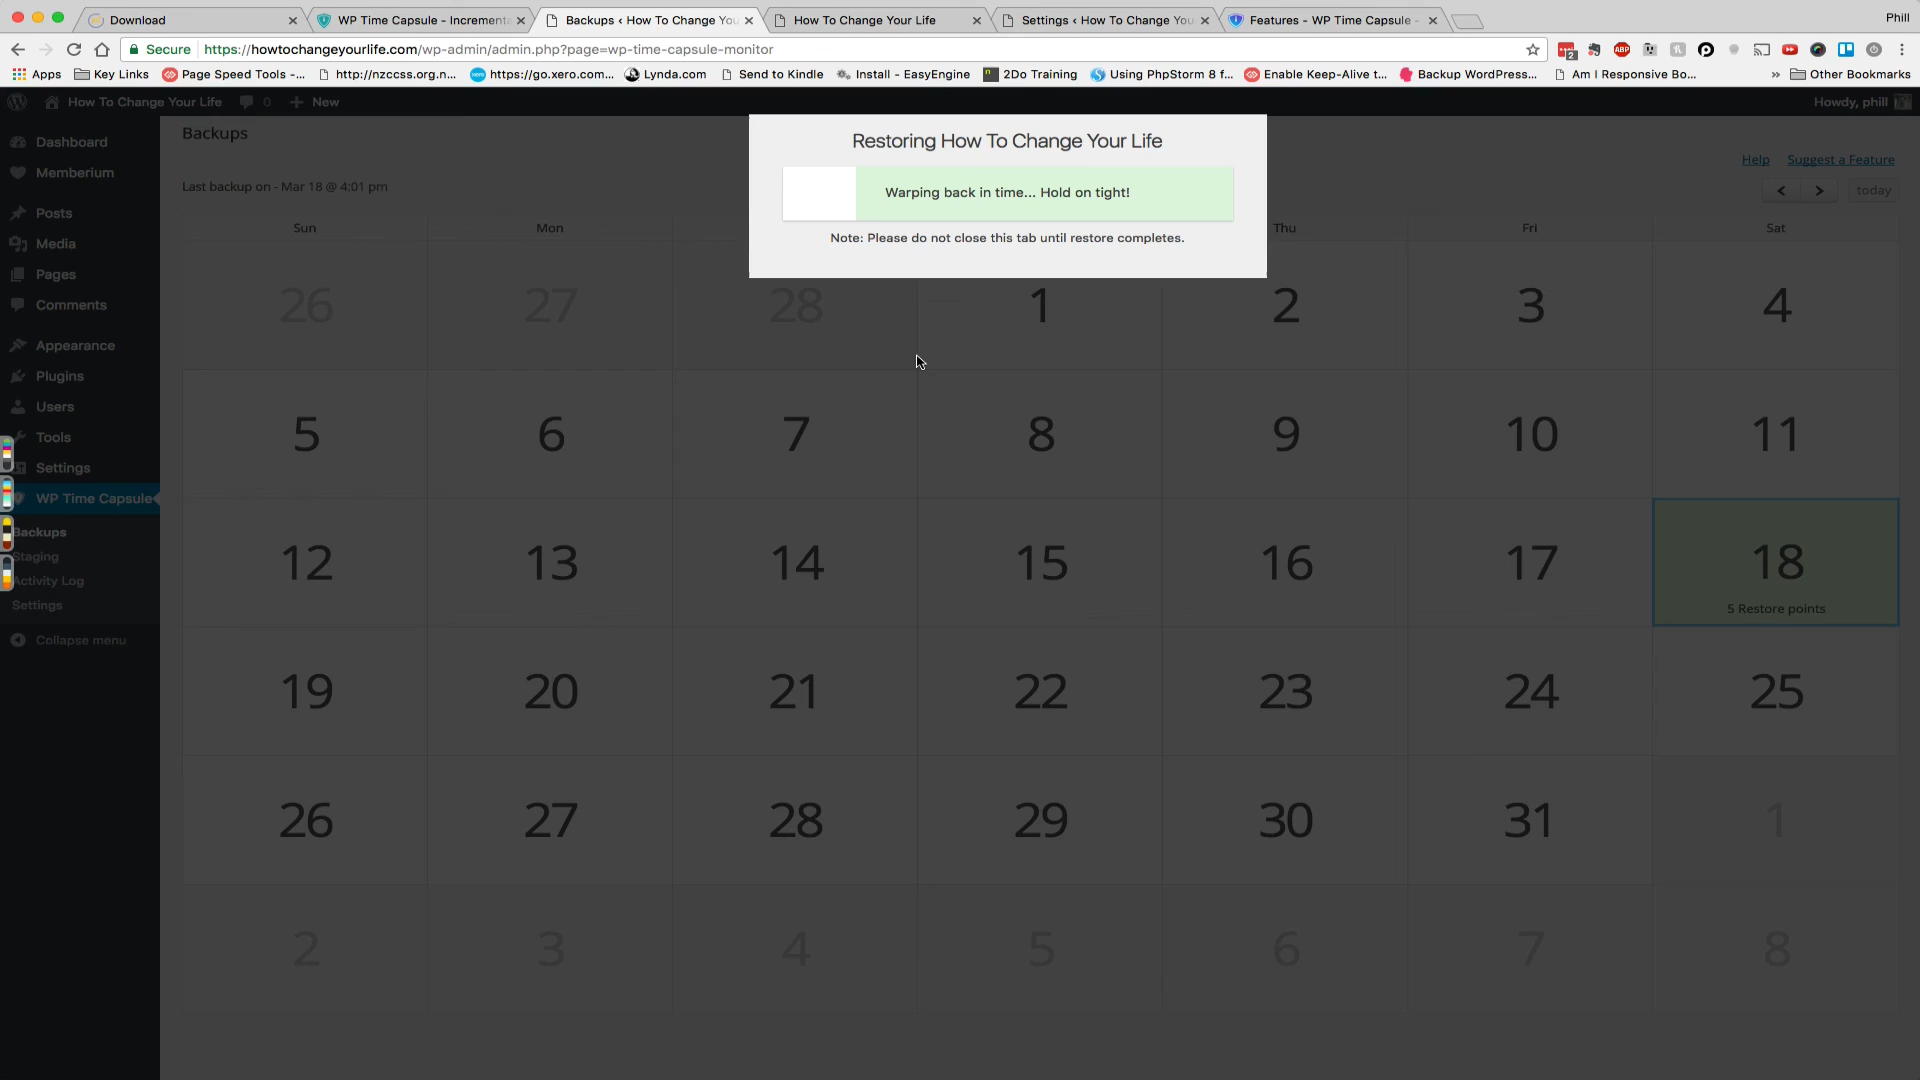 Download
WP Time Capsule - Incrementa
Backups ‹ How To Change You
How To Change Your Life
Settings ‹ How To Change You
Features - WP Time Capsule -
Phill
Secure https://howtochangeyourlife.com/wp-admin/admin.php?page=wp-time-capsule-monitor
Apps Key Links Page Speed Tools -... http://nzccss.org.n... https://go.xero.com... Lynda.com Send to Kindle Install - EasyEngine 2Do Training Using PhpStorm 8 f... Enable Keep-Alive t... Backup WordPress... Am I Responsive Bo... » Other Bookmarks
How To Change Your Life 0 New Howdy, phill
Dashboard
Memberium
Posts
Media
Pages
Comments
Appearance
Plugins
Users
Tools
Settings
WP Time Capsule
Backups
Staging
Activity Log
Settings
Collapse menu
Backups
Help Suggest a Feature
Last backup on - Mar 18 @ 4:01 pm
today
Restoring How To Change Your Life
Warping back in time... Hold on tight!
Note: Please do not close this tab until restore completes.
Sun Mon Thu Fri Sat
26 27 28 1 2 3 4
5 6 7 8 9 10 11
12 13 14 15 16 17 18
5 Restore points
19 20 21 22 23 24 25
26 27 28 29 30 31 1
2 3 4 5 6 7 8